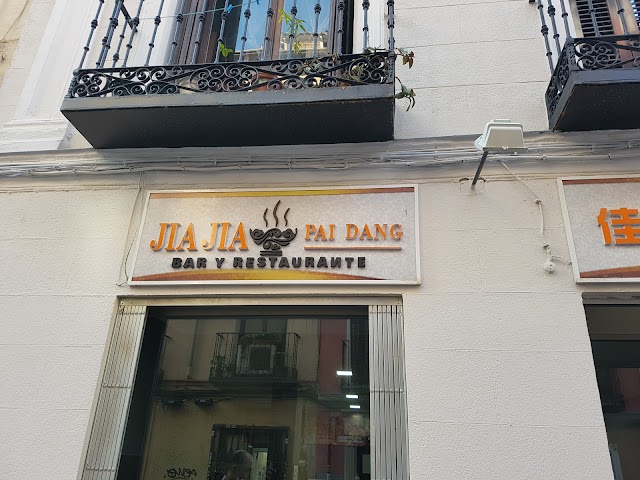 JIA JIA PAI DANG
BAR Y RESTAURANTE
佳